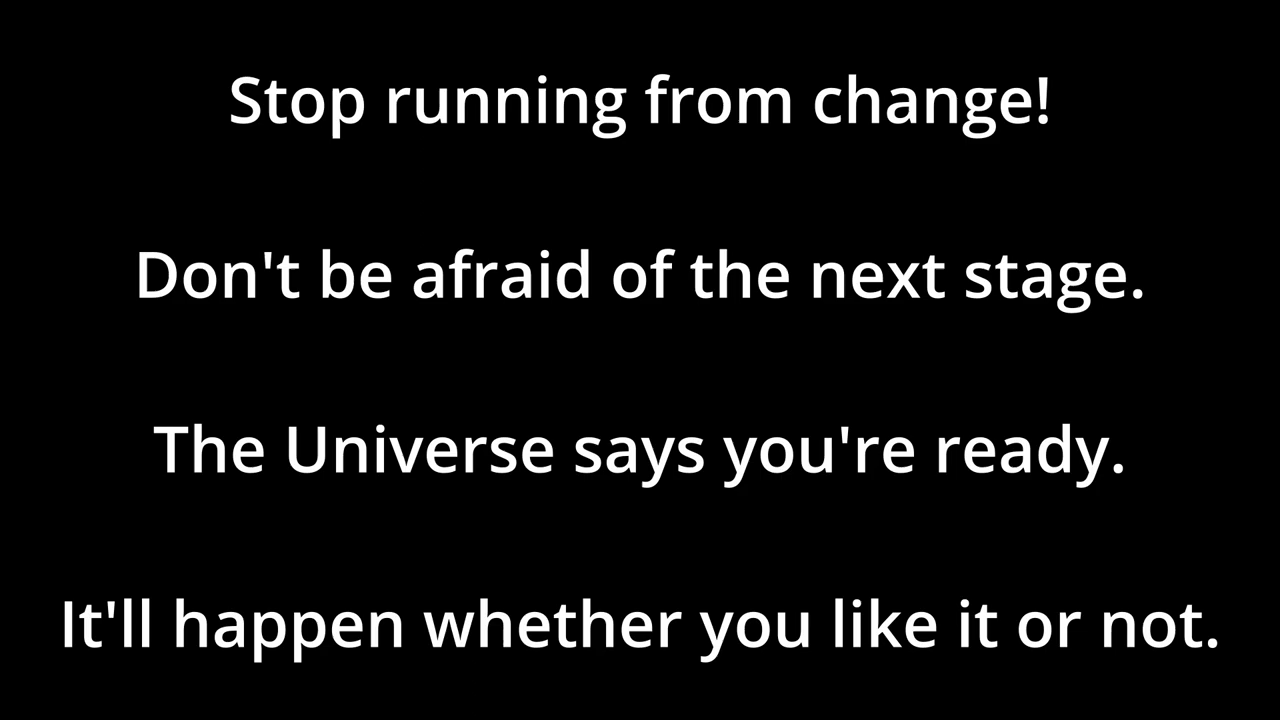 Stop running from change!
Don't be afraid of the next stage.
The Universe says you're ready.
It'll happen whether you like it or not.